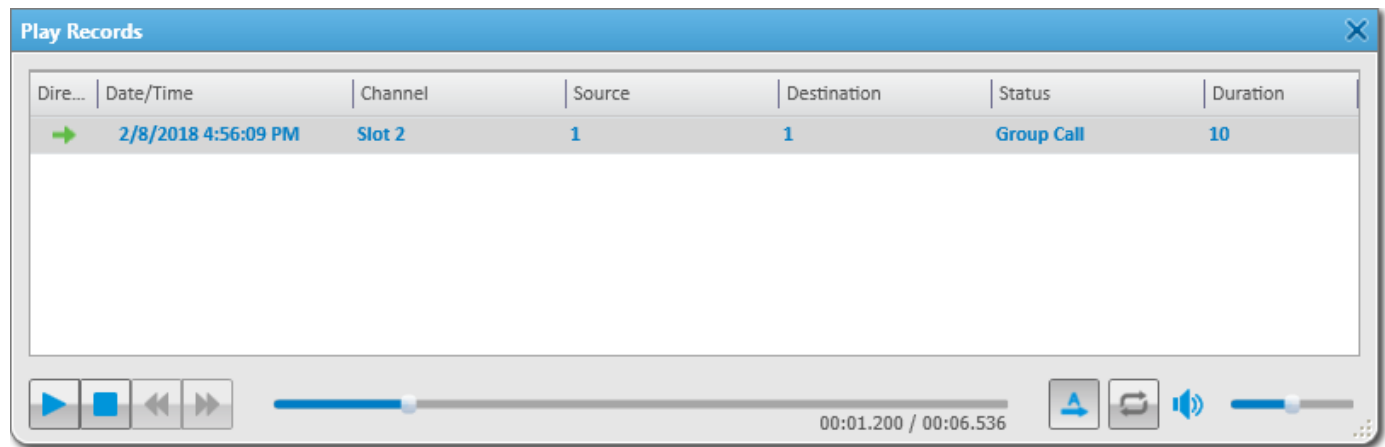 Play Records
Dire... Date/Time Channel Source Destination Status Duration
2/8/2018 4:56:09 PM Slot 2 1 1 Group Call 10
00:01.200 / 00:06.536